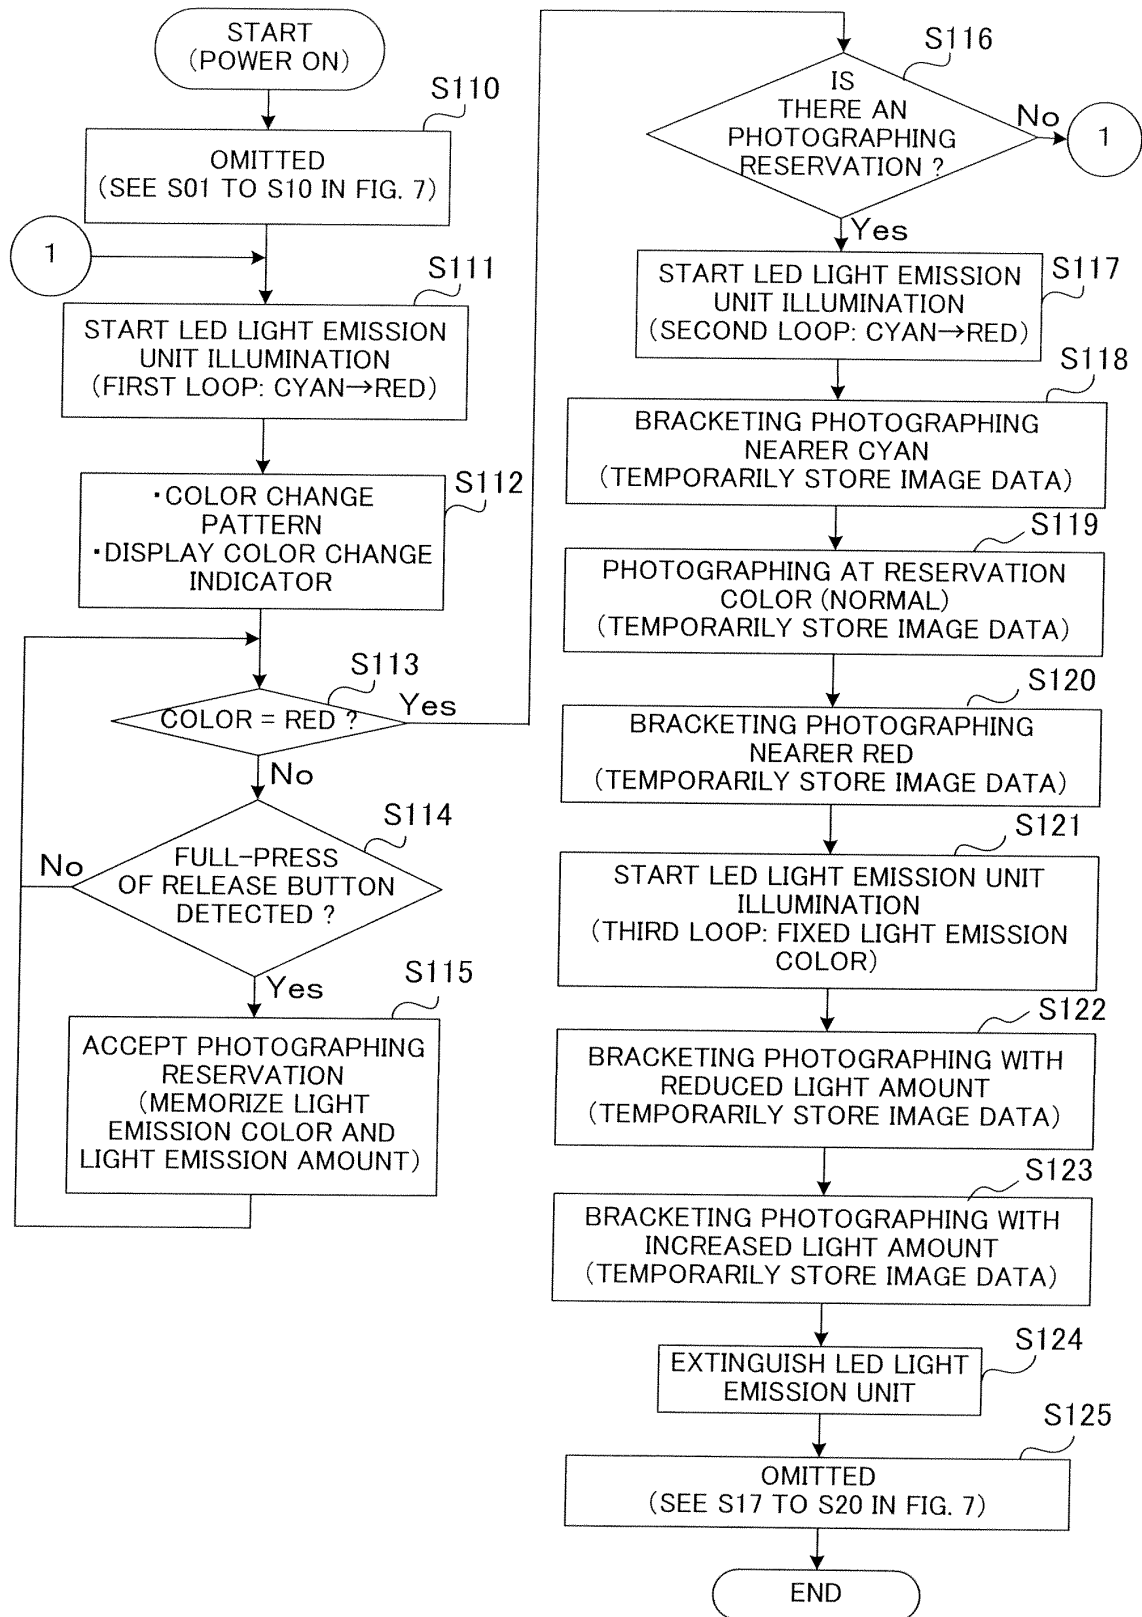 START
(POWER ON)
S110
OMITTED
(SEE S01 TO S10 IN FIG. 7)
1
S111
START LED LIGHT EMISSION
UNIT ILLUMINATION
(FIRST LOOP: CYAN→RED)
S112
・COLOR CHANGE
PATTERN
・DISPLAY COLOR CHANGE
INDICATOR
S113
COLOR = RED ?
Yes
No
S114
FULL-PRESS
OF RELEASE BUTTON
DETECTED ?
No
Yes
S115
ACCEPT PHOTOGRAPHING
RESERVATION
(MEMORIZE LIGHT
EMISSION COLOR AND
LIGHT EMISSION AMOUNT)
S116
IS
THERE AN
PHOTOGRAPHING
RESERVATION ?
No
1
Yes
S117
START LED LIGHT EMISSION
UNIT ILLUMINATION
(SECOND LOOP: CYAN→RED)
S118
BRACKETING PHOTOGRAPHING
NEARER CYAN
(TEMPORARILY STORE IMAGE DATA)
S119
PHOTOGRAPHING AT RESERVATION
COLOR (NORMAL)
(TEMPORARILY STORE IMAGE DATA)
S120
BRACKETING PHOTOGRAPHING
NEARER RED
(TEMPORARILY STORE IMAGE DATA)
S121
START LED LIGHT EMISSION UNIT
ILLUMINATION
(THIRD LOOP: FIXED LIGHT EMISSION
COLOR)
S122
BRACKETING PHOTOGRAPHING WITH
REDUCED LIGHT AMOUNT
(TEMPORARILY STORE IMAGE DATA)
S123
BRACKETING PHOTOGRAPHING WITH
INCREASED LIGHT AMOUNT
(TEMPORARILY STORE IMAGE DATA)
S124
EXTINGUISH LED LIGHT
EMISSION UNIT
S125
OMITTED
(SEE S17 TO S20 IN FIG. 7)
END